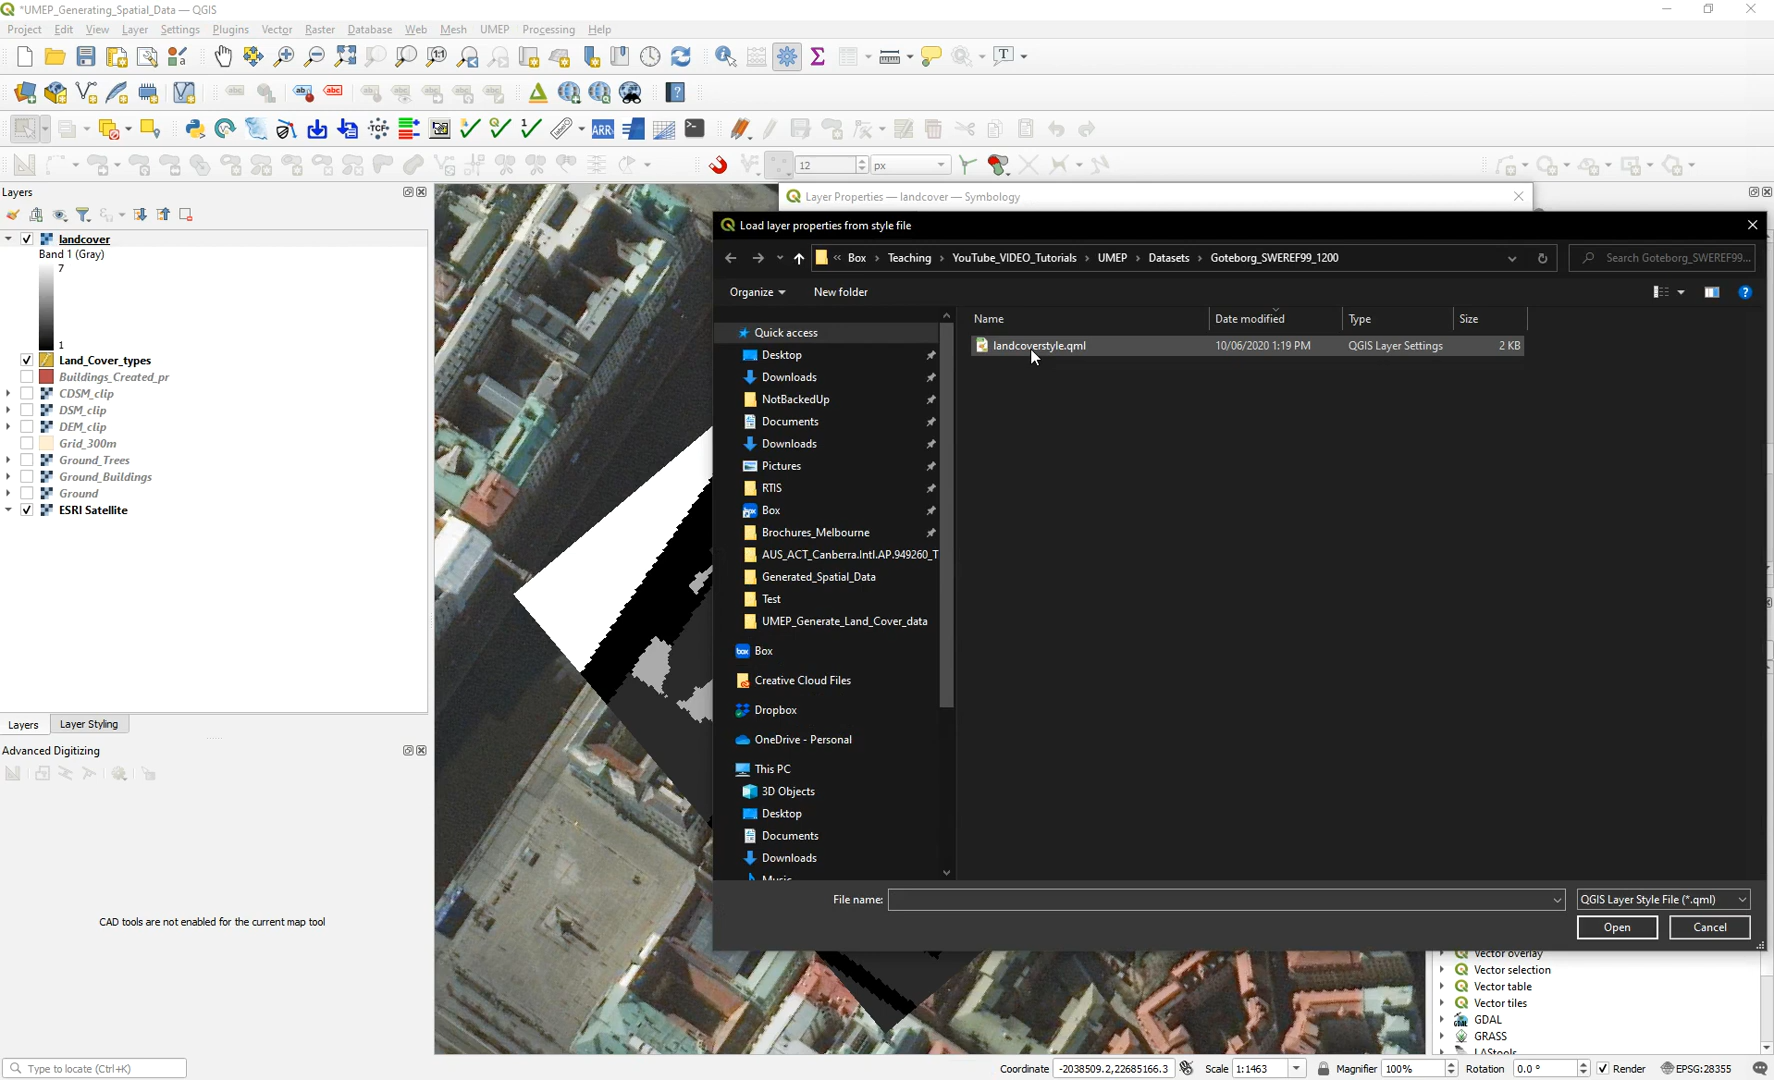 *UMEP_Generating_Spatial_Data — QGIS
Project Edit View Layer Settings Plugins Vector Raster Database Web Mesh UMEP Processing Help
12 px
Layers
landcover
Band 1 (Gray)
7
1
Land_Cover_types
Buildings_Created_pr
CDSM_clip
DSM_clip
DEM_clip
Grid_300m
Ground_Trees
Ground_Buildings
Ground
ESRI Satellite
Layers Layer Styling
Advanced Digitizing
CAD tools are not enabled for the current map tool
Layer Properties — landcover — Symbology
Load layer properties from style file
« Box › Teaching › YouTube_VIDEO_Tutorials › UMEP › Datasets › Goteborg_SWEREF99_1200
Search Goteborg_SWEREF99...
Organize New folder
Name Date modified Type Size
landcoverstyle.qml 10/06/2020 1:19 PM QGIS Layer Settings 2 KB
Quick access
Desktop
Downloads
NotBackedUp
Documents
Downloads
Pictures
RTIS
Box
Brochures_Melbourne
AUS_ACT_Canberra.Intl.AP.949260_T
Generated_Spatial_Data
Test
UMEP_Generate_Land_Cover_data
Box
Creative Cloud Files
Dropbox
OneDrive - Personal
This PC
3D Objects
Desktop
Documents
Downloads
Music
File name: QGIS Layer Style File (*.qml)
Open Cancel
Vector overlay
Vector selection
Vector table
Vector tiles
GDAL
GRASS
LAStools
Type to locate (Ctrl+K) Coordinate -2038509.2,22685166.3 Scale 1:1463 Magnifier 100% Rotation 0.0 ° Render EPSG:28355